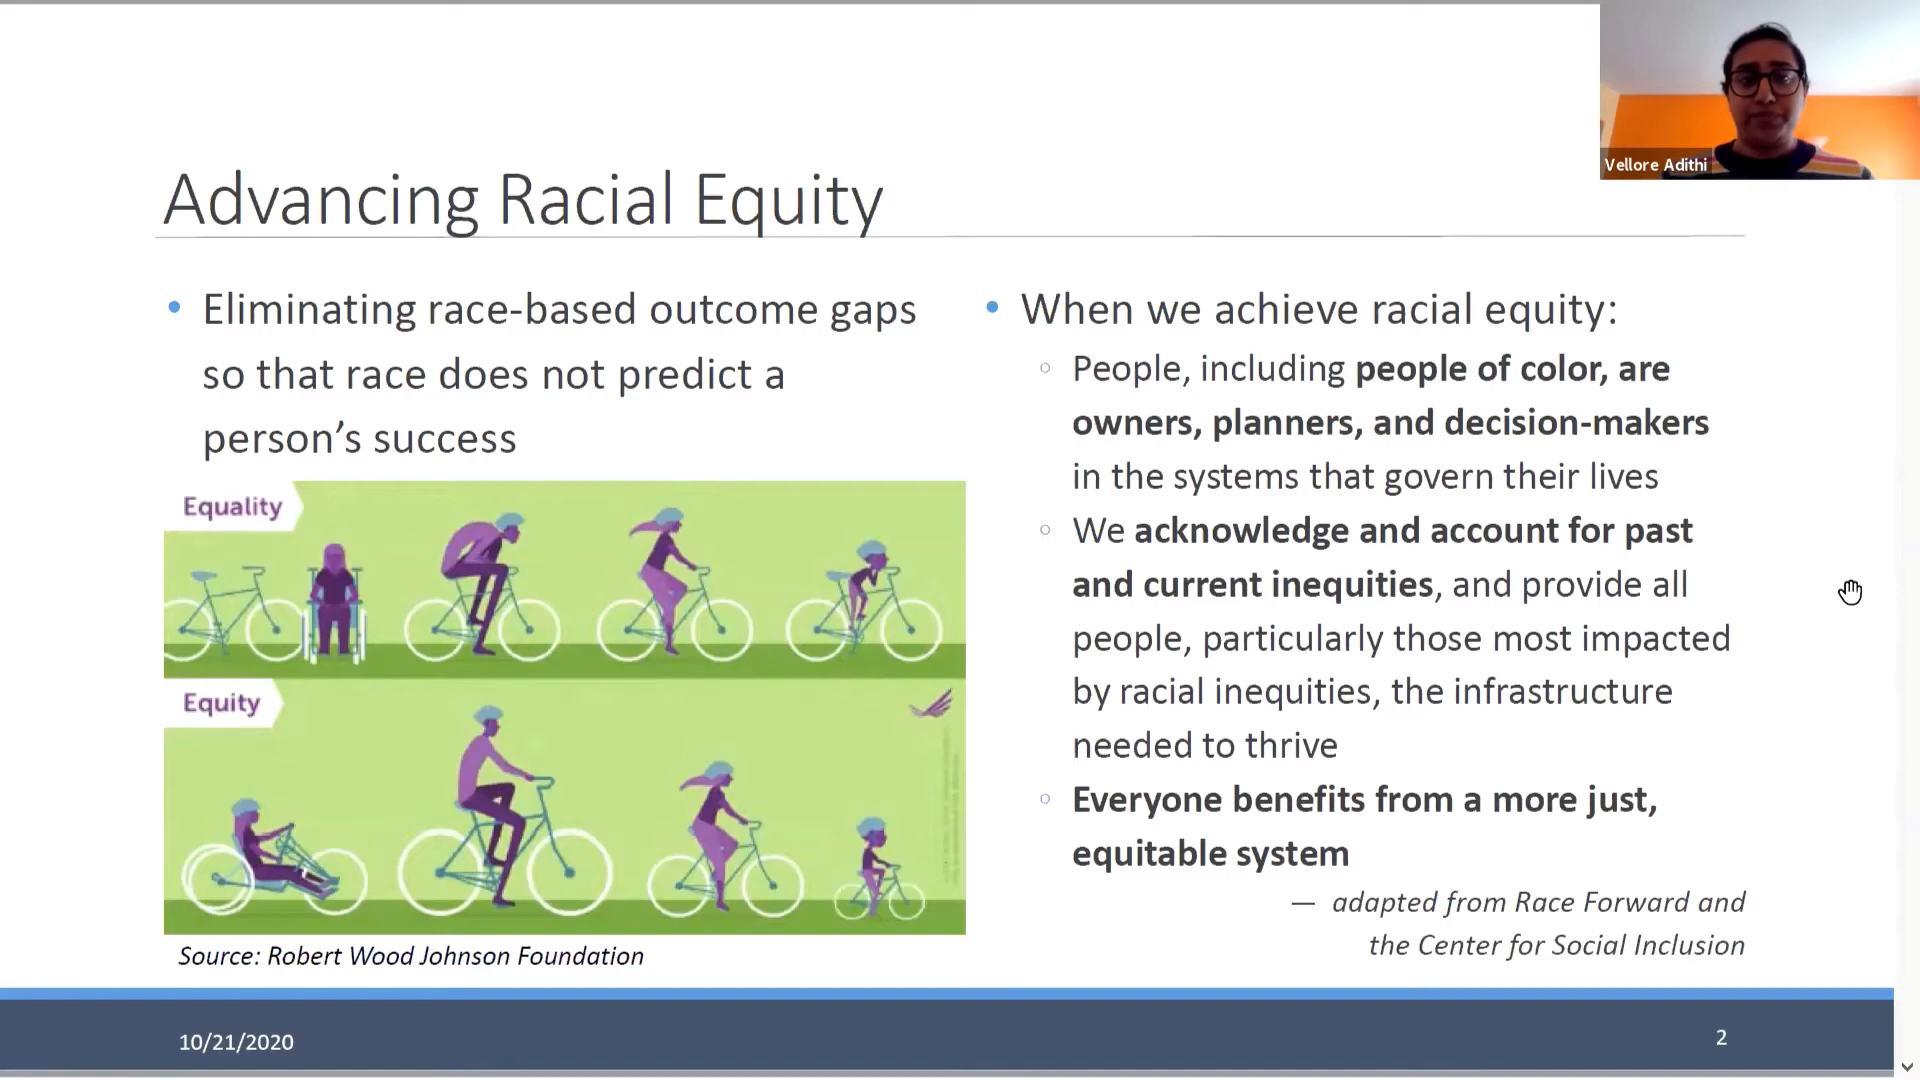 Vellore Adithi
Advancing Racial Equity
• Eliminating race-based outcome gaps
so that race does not predict a
person’s success
Equality
Equity
Source: Robert Wood Johnson Foundation
• When we achieve racial equity:
○ People, including people of color, are
owners, planners, and decision-makers
in the systems that govern their lives
○ We acknowledge and account for past
and current inequities, and provide all
people, particularly those most impacted
by racial inequities, the infrastructure
needed to thrive
○ Everyone benefits from a more just,
equitable system
— adapted from Race Forward and
the Center for Social Inclusion
10/21/2020
2